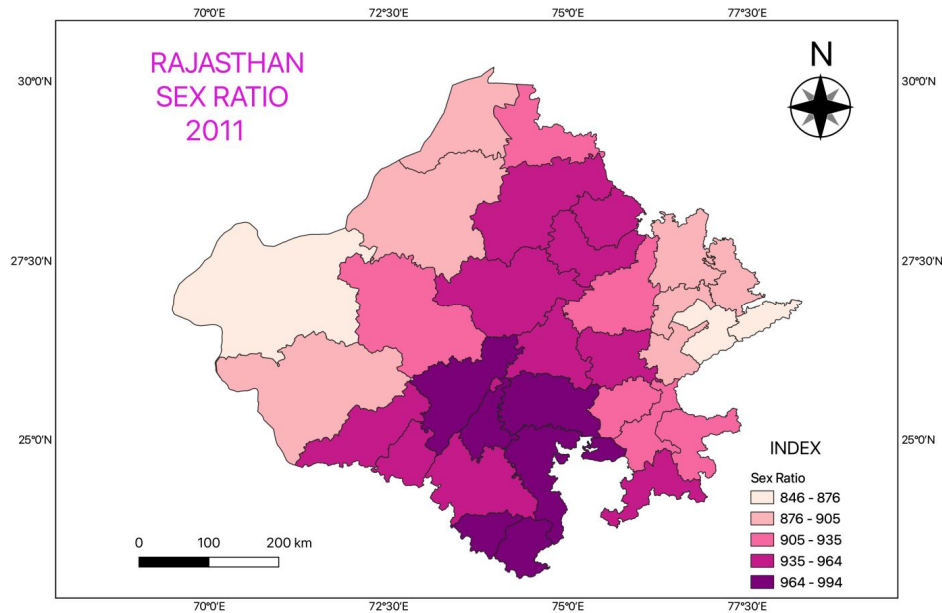 70°0'E 72°30'E 75°0'E 77°30'E
RAJASTHAN
SEX RATIO
2011
N
30°0'N 30°0'N
27°30'N 27°30'N
25°0'N 25°0'N
INDEX
Sex Ratio
846 - 876
876 - 905
905 - 935
935 - 964
964 - 994
0 100 200 km
70°0'E 72°30'E 75°0'E 77°30'E